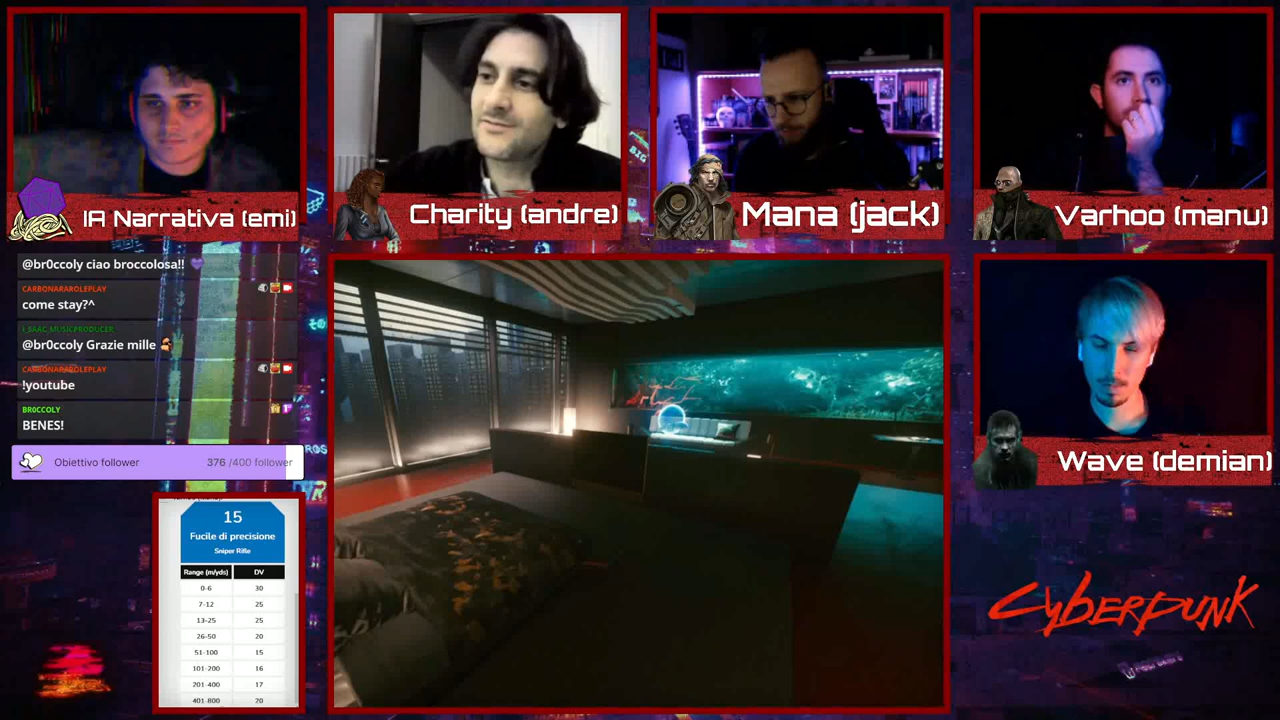 IA Narrativa (emi)
Charity (andre)
Mana (jack)
Varhoo (manu)
@br0ccoly ciao broccolosa!!
CARBONARAROLEPLAY
come stay?^
I_BAAC_MUSICPRODUCER
@br0ccoly Grazie mille
CARBONARAROLEPLAY
!youtube
BR0CCOLY
BENES!
Obiettivo follower 376 /400 follower
Wave (demian)
15
Fucile di precisione
Sniper Rifle
Range (m/yds) DV
0-6 30
7-12 25
13-25 25
26-50 20
51-100 15
101-200 16
201-400 17
401-800 20
CYBERPUNK